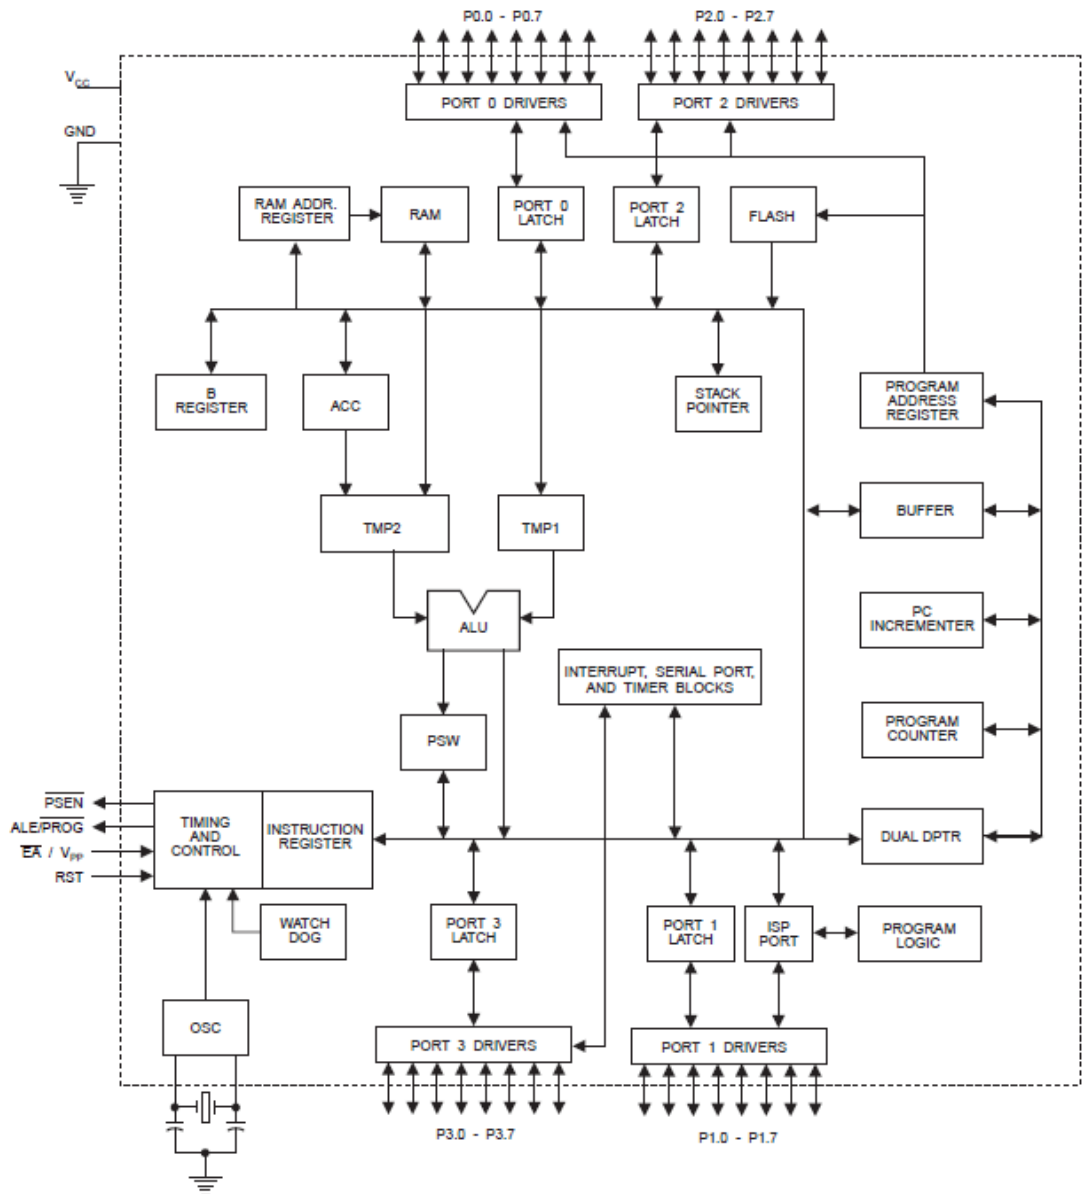 P0.0 - P0.7
P2.0 - P2.7
VCC
GND
PORT 0 DRIVERS
PORT 2 DRIVERS
RAM ADDR.
REGISTER
RAM
PORT 0
LATCH
PORT 2
LATCH
FLASH
B
REGISTER
ACC
STACK
POINTER
PROGRAM
ADDRESS
REGISTER
TMP2
TMP1
BUFFER
ALU
PC
INCREMENTER
INTERRUPT, SERIAL PORT,
AND TIMER BLOCKS
PSW
PROGRAM
COUNTER
PSEN
ALE/PROG
EA / VPP
RST
TIMING
AND
CONTROL
INSTRUCTION
REGISTER
DUAL DPTR
WATCH
DOG
PORT 3
LATCH
PORT 1
LATCH
ISP
PORT
PROGRAM
LOGIC
OSC
PORT 3 DRIVERS
PORT 1 DRIVERS
P3.0 - P3.7
P1.0 - P1.7